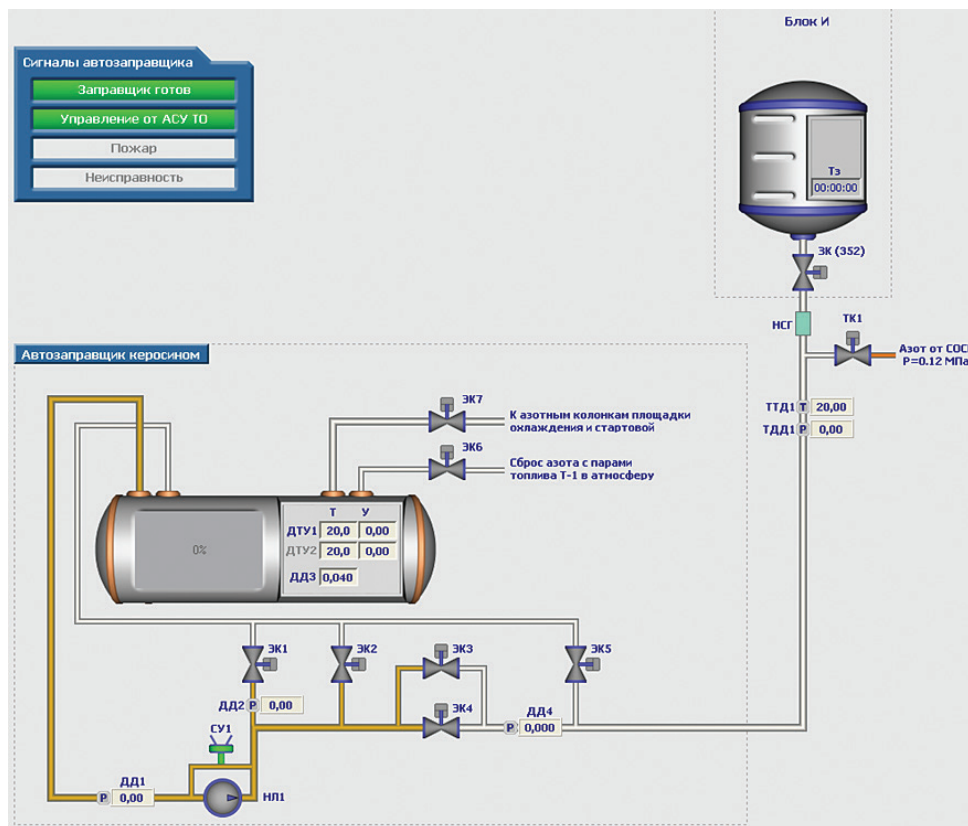 Блок И
Сигналы автозаправщика
Заправщик готов
Управление от АСУ ТО
Пожар
Неисправность
Тз
00:00:00
ЭК (352)
НСГ
ТК1
Азот от СОС
Р=0.12 МПа
Автозаправщик керосином
ЭК7
К азотным колонкам площадки
охлаждения и стартовой
ТТД1 Т 20,00
ТДД1 Р 0,00
ЭК6
Сброс азота с парами
топлива Т-1 в атмосферу
Т У
ДТУ1 20,0 0,00
ДТУ2 20,0 0,00
ДД3 0,040
0%
ЭК1
ЭК2
ЭК3
ЭК5
ДД2 Р 0,00
ЭК4
ДД4
Р 0,000
СУ1
ДД1
Р 0,00
НЛ1